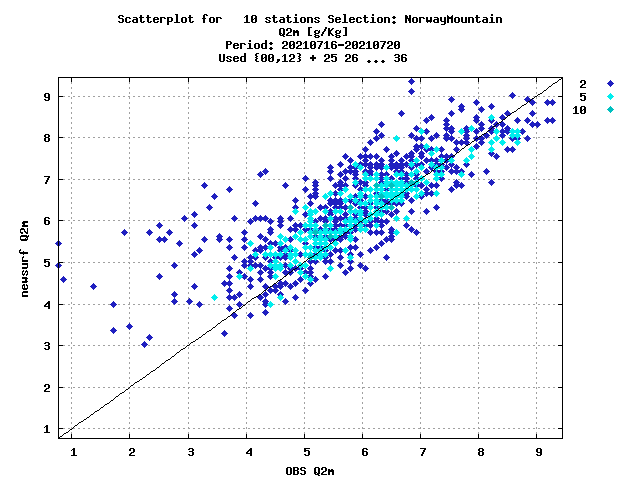 Scatterplot for 10 stations Selection: NorwayMountain
Q2m [g/Kg]
Period: 20210716-20210720
Used {00,12} + 25 26 ... 36
2
5
10
9
8
7
6
5
4
3
2
1
newsurf Q2m
1 2 3 4 5 6 7 8 9
OBS Q2m